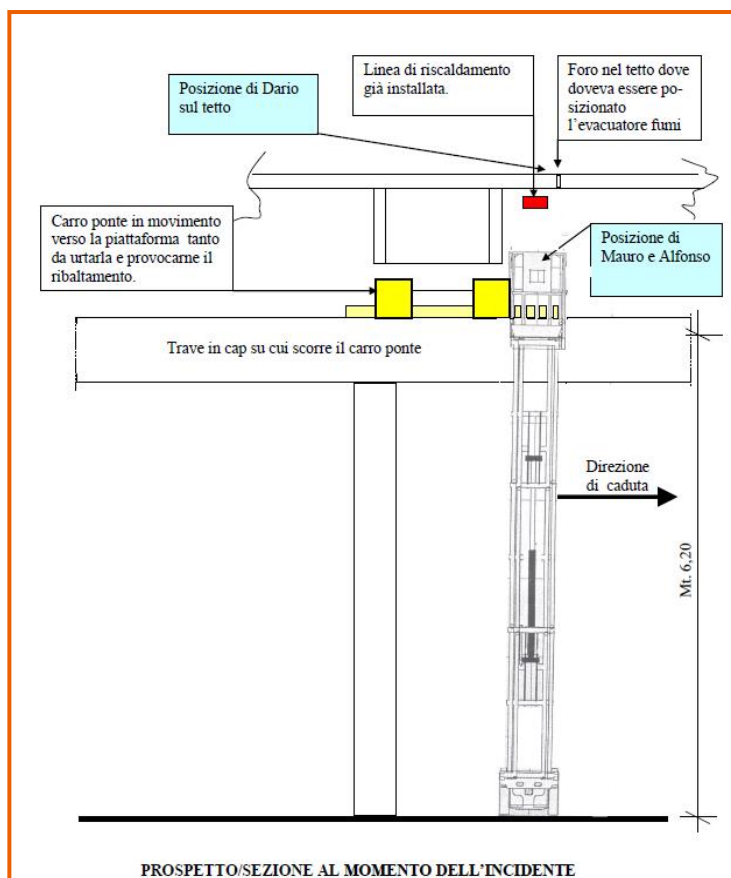 Linea di riscaldamento
già installata.
Foro nel tetto dove
doveva essere po-
sizionato
l’evacuatore fumi
Posizione di Dario
sul tetto
Carro ponte in movimento
verso la piattaforma tanto
da urtarla e provocarne il
ribaltamento.
Posizione di
Mauro e Alfonso
Trave in cap su cui scorre il carro ponte
Direzione
di caduta
Mt. 6,20
PROSPETTO/SEZIONE AL MOMENTO DELL’INCIDENTE